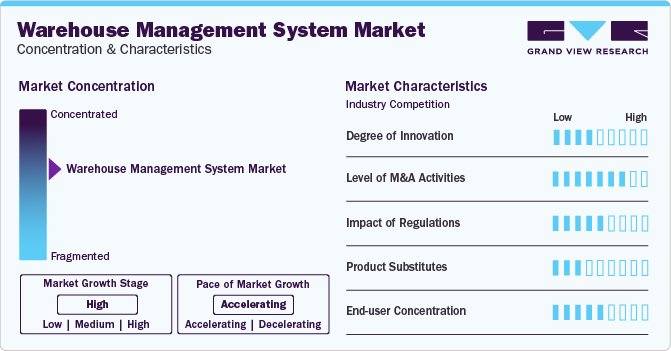 Warehouse Management System Market
Concentration & Characteristics
GRAND VIEW RESEARCH
Market Concentration
Concentrated
Warehouse Management System Market
Fragmented
Market Growth Stage
High
Low | Medium | High
Pace of Market Growth
Accelerating
Accelerating | Decelerating
Market Characteristics
Industry Competition
Low High
Degree of Innovation
Level of M&A Activities
Impact of Regulations
Product Substitutes
End-user Concentration